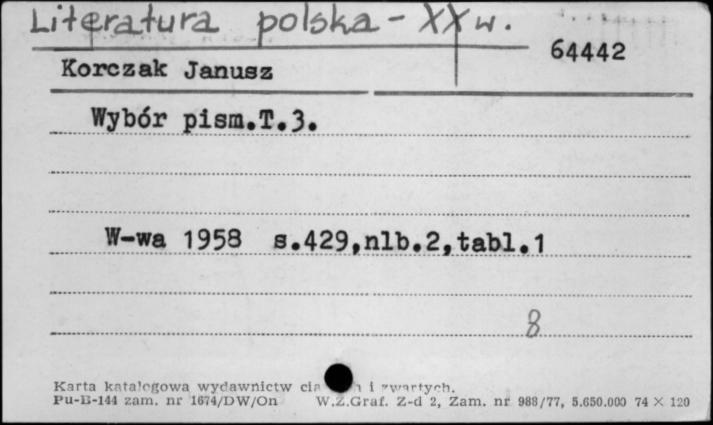 Literatura polska - XX w.
64442
Korczak Janusz
Wybór pism.T.3.
W-wa 1958 s.429,nlb.2,tabl.1
8
Karta katalogowa wydawnictw i zwartych.
Pu-B-144 zam. nr 1674/DW/On W.Z.Graf. Z-d 2, Zam. nr 988/77, 5.650.000 74 × 120